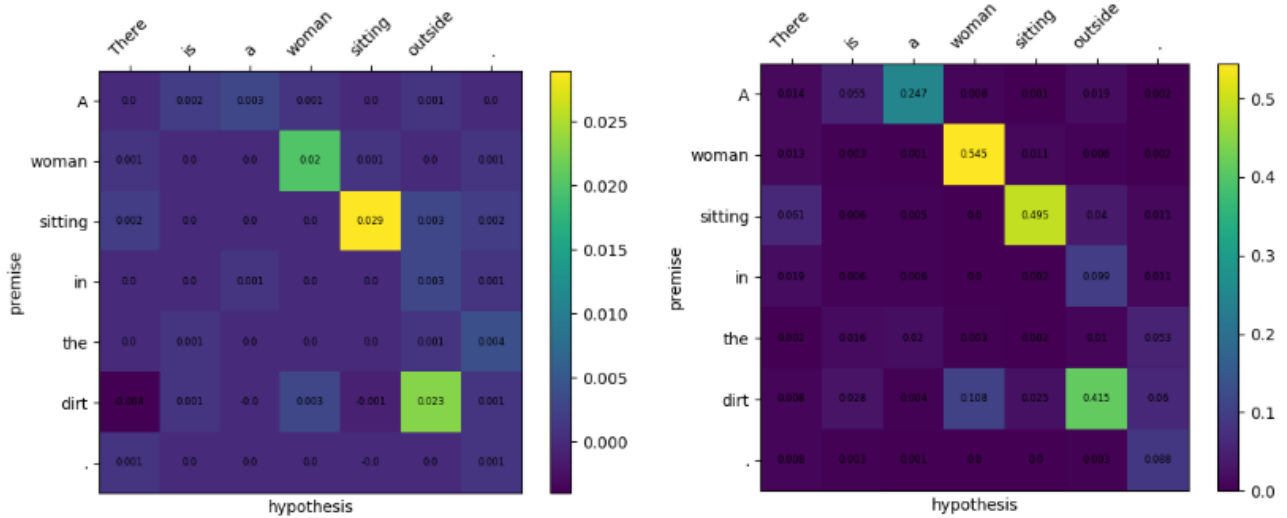 There is a woman sitting outside .
A 0.0 0.002 0.003 0.001 0.0 0.001 0.0
woman 0.001 0.0 0.0 0.02 0.001 0.0 0.001
sitting 0.002 0.0 0.0 0.0 0.029 0.003 0.002
in 0.0 0.0 0.001 0.0 0.0 0.003 0.001
the 0.0 0.001 0.0 0.0 0.0 0.001 0.004
dirt -0.004 0.001 -0.0 0.003 -0.001 0.023 0.001
. 0.001 0.0 0.0 0.0 -0.0 0.0 0.001
premise
hypothesis
0.025
0.020
0.015
0.010
0.005
0.000
There is a woman sitting outside .
A 0.014 0.055 0.247 0.008 0.001 0.019 0.002
woman 0.013 0.003 0.001 0.545 0.011 0.006 0.002
sitting 0.061 0.006 0.005 0.0 0.495 0.04 0.011
in 0.019 0.006 0.006 0.0 0.002 0.099 0.011
the 0.002 0.016 0.02 0.003 0.002 0.01 0.053
dirt 0.008 0.028 0.004 0.108 0.025 0.415 0.06
. 0.008 0.003 0.001 0.0 0.0 0.003 0.088
premise
hypothesis
0.5
0.4
0.3
0.2
0.1
0.0